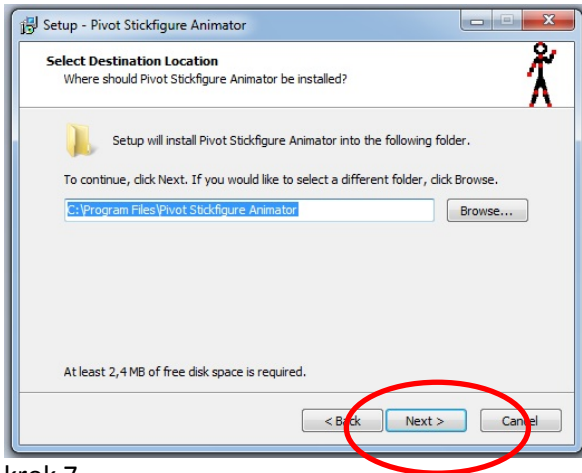 Setup - Pivot Stickfigure Animator
Select Destination Location
Where should Pivot Stickfigure Animator be installed?
Setup will install Pivot Stickfigure Animator into the following folder.
To continue, click Next. If you would like to select a different folder, click Browse.
C:\Program Files\Pivot Stickfigure Animator
Browse...
At least 2,4 MB of free disk space is required.
< Back Next > Cancel
krok 7